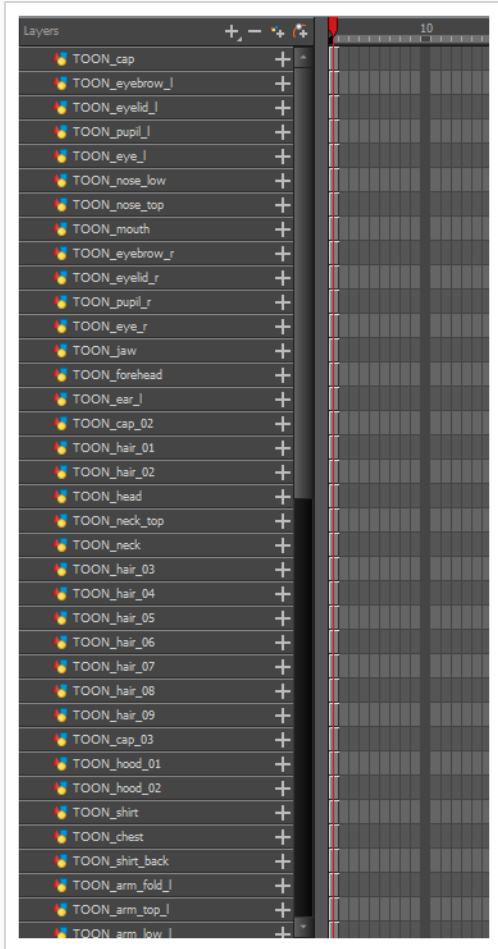 Layers
10
TOON_cap
TOON_eyebrow_l
TOON_eyelid_l
TOON_pupil_l
TOON_eye_l
TOON_nose_low
TOON_nose_top
TOON_mouth
TOON_eyebrow_r
TOON_eyelid_r
TOON_pupil_r
TOON_eye_r
TOON_jaw
TOON_forehead
TOON_ear_l
TOON_cap_02
TOON_hair_01
TOON_hair_02
TOON_head
TOON_neck_top
TOON_neck
TOON_hair_03
TOON_hair_04
TOON_hair_05
TOON_hair_06
TOON_hair_07
TOON_hair_08
TOON_hair_09
TOON_cap_03
TOON_hood_01
TOON_hood_02
TOON_shirt
TOON_chest
TOON_shirt_back
TOON_arm_fold_l
TOON_arm_top_l
TOON_arm_low_l